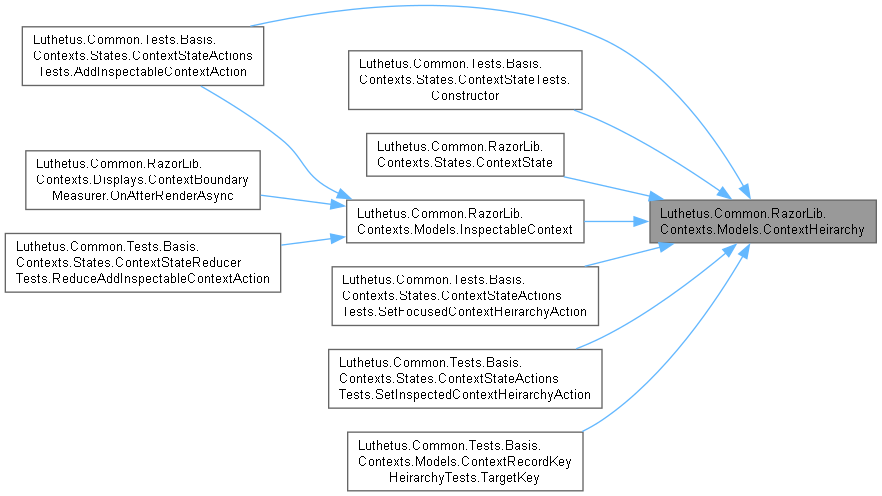 Luthetus.Common.Tests.Basis.
Contexts.States.ContextStateActions
Tests.AddInspectableContextAction
Luthetus.Common.Tests.Basis.
Contexts.States.ContextStateTests.
Constructor
Luthetus.Common.RazorLib.
Contexts.States.ContextState
Luthetus.Common.RazorLib.
Contexts.Displays.ContextBoundary
Measurer.OnAfterRenderAsync
Luthetus.Common.RazorLib.
Contexts.Models.InspectableContext
Luthetus.Common.RazorLib.
Contexts.Models.ContextHeirarchy
Luthetus.Common.Tests.Basis.
Contexts.States.ContextStateReducer
Tests.ReduceAddInspectableContextAction
Luthetus.Common.Tests.Basis.
Contexts.States.ContextStateActions
Tests.SetFocusedContextHeirarchyAction
Luthetus.Common.Tests.Basis.
Contexts.States.ContextStateActions
Tests.SetInspectedContextHeirarchyAction
Luthetus.Common.Tests.Basis.
Contexts.Models.ContextRecordKey
HeirarchyTests.TargetKey